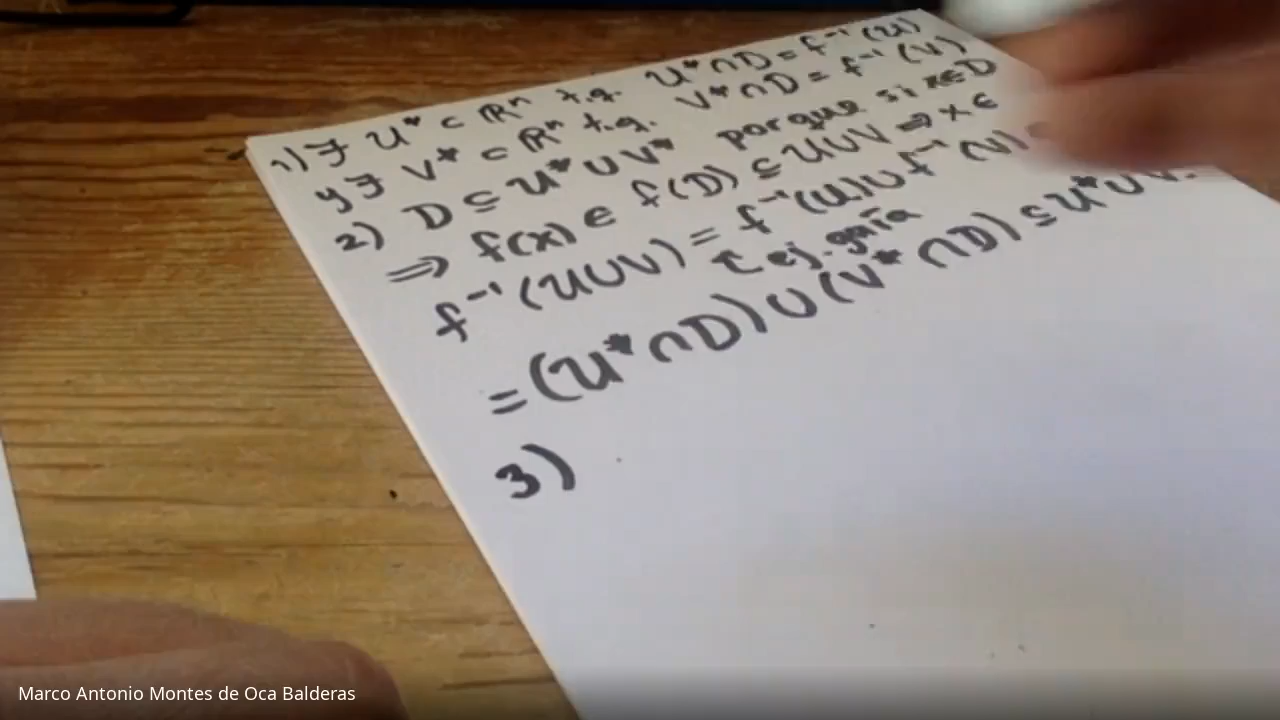 1) ∃ U* ⊂ ℝⁿ t.q. U* ∩ D = f⁻¹(U)
y ∃ V* ⊂ ℝⁿ t.q. V* ∩ D = f⁻¹(V)
2) D ⊆ U* ∪ V* porque si x ∈ D
⇒ f(x) ∈ f(D) ⊆ U ∪ V ⇒ x ∈
f⁻¹(U ∪ V) = f⁻¹(U) ∪ f⁻¹(V)
↑ ej. guía
= (U* ∩ D) ∪ (V* ∩ D) ⊆ U* ∪ V*.
3)
Marco Antonio Montes de Oca Balderas